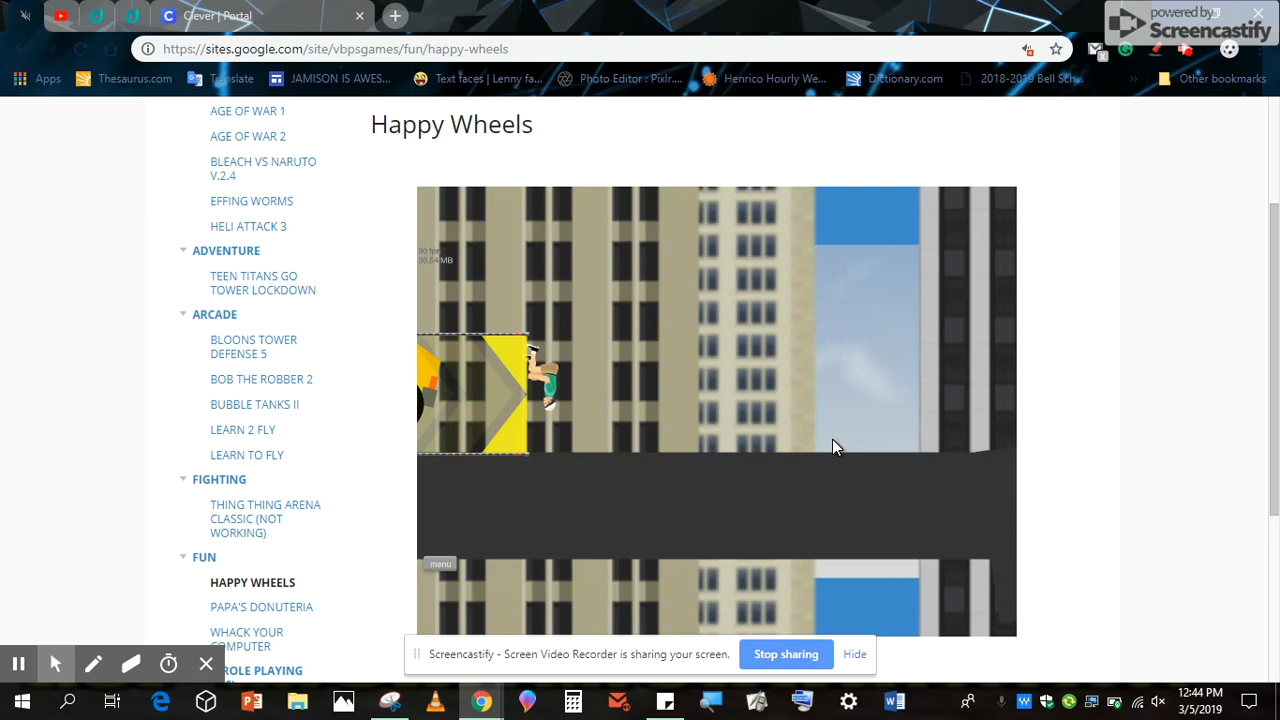 Clever | Portal
powered by
Screencastify
https://sites.google.com/site/vbpsgames/fun/happy-wheels
Apps
Thesaurus.com
Translate
JAMISON IS AWES...
Text faces | Lenny fa...
Photo Editor : Pixlr....
Henrico Hourly We...
Dictionary.com
2018-2019 Bell Sch...
Other bookmarks
AGE OF WAR 1
AGE OF WAR 2
BLEACH VS NARUTO
V.2.4
EFFING WORMS
HELI ATTACK 3
ADVENTURE
TEEN TITANS GO
TOWER LOCKDOWN
ARCADE
BLOONS TOWER
DEFENSE 5
BOB THE ROBBER 2
BUBBLE TANKS II
LEARN 2 FLY
LEARN TO FLY
FIGHTING
THING THING ARENA
CLASSIC (NOT
WORKING)
FUN
HAPPY WHEELS
PAPA'S DONUTERIA
WHACK YOUR
COMPUTER
ROLE PLAYING
Happy Wheels
30 fps
30.54 MB
menu
Screencastify - Screen Video Recorder is sharing your screen.
Stop sharing
Hide
12:44 PM
3/5/2019